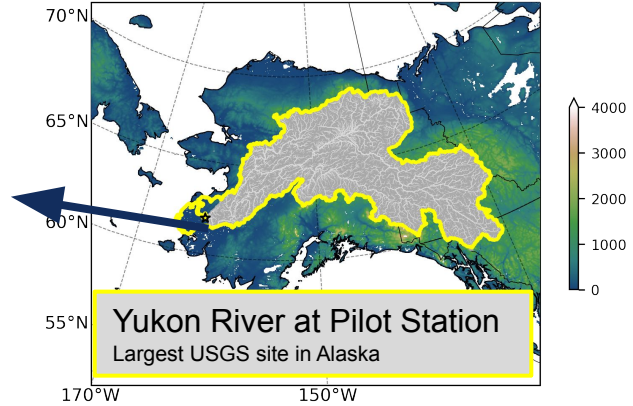 70°N
65°N
60°N
55°N
170°W
150°W
4000
3000
2000
1000
0
Yukon River at Pilot Station
Largest USGS site in Alaska